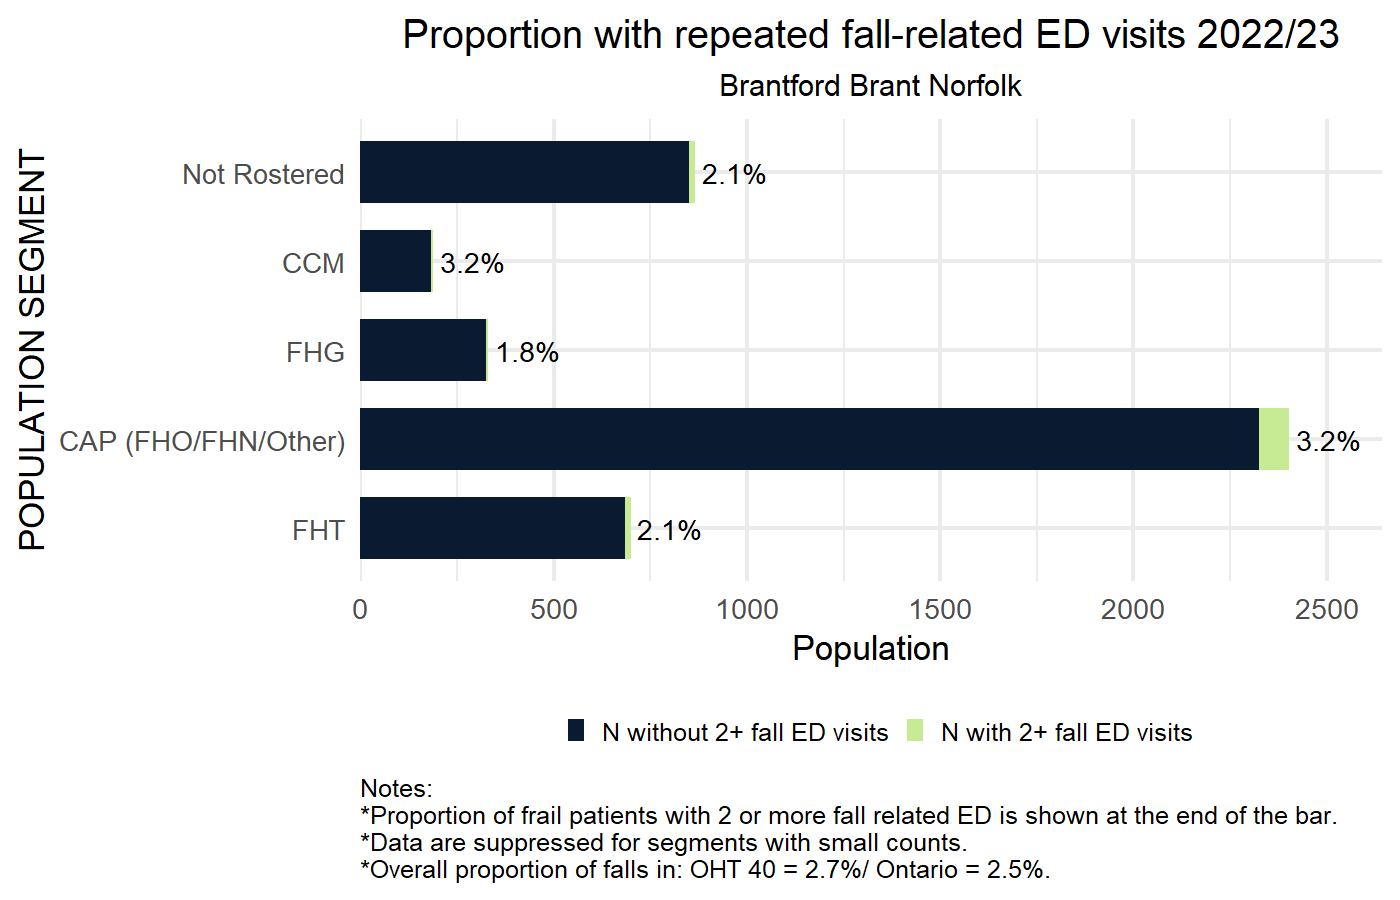 Proportion with repeated fall-related ED visits 2022/23
Brantford Brant Norfolk
POPULATION SEGMENT
Not Rostered
2.1%
CCM
3.2%
FHG
1.8%
CAP (FHO/FHN/Other)
3.2%
FHT
2.1%
0 500 1000 1500 2000 2500
Population
N without 2+ fall ED visits N with 2+ fall ED visits
Notes:
*Proportion of frail patients with 2 or more fall related ED is shown at the end of the bar.
*Data are suppressed for segments with small counts.
*Overall proportion of falls in: OHT 40 = 2.7%/ Ontario = 2.5%.